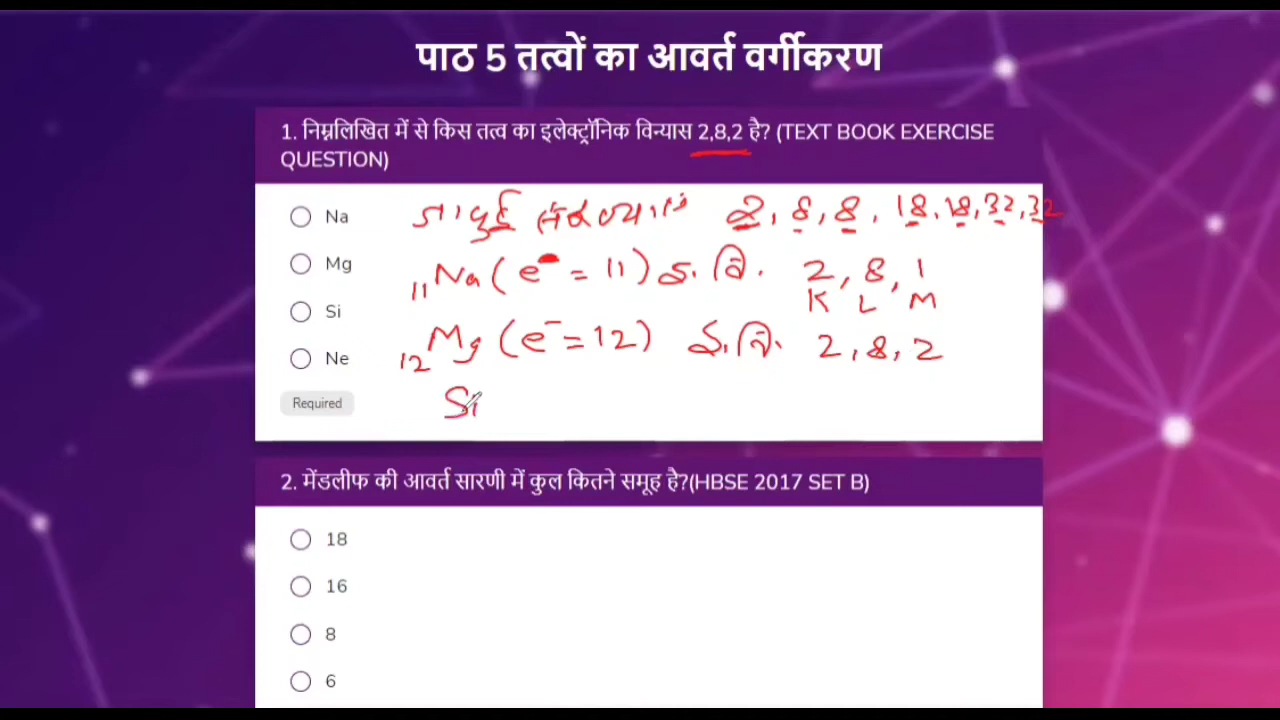 पाठ 5 तत्वों का आवर्त वर्गीकरण
1. निम्नलिखित में से किस तत्व का इलेक्ट्रॉनिक विन्यास 2,8,2 है? (TEXT BOOK EXERCISE
QUESTION)
Na
2, 8, 8, 18, 18, 32, 32
Mg
11Na (e- = 11) इ. वि. 2, 8, 1
K L M
Si
12Mg (e- = 12) इ. वि. 2, 8, 2
Ne
Required
Si
2. मेंडलीफ की आवर्त सारणी में कुल कितने समूह है?(HBSE 2017 SET B)
18
16
8
6